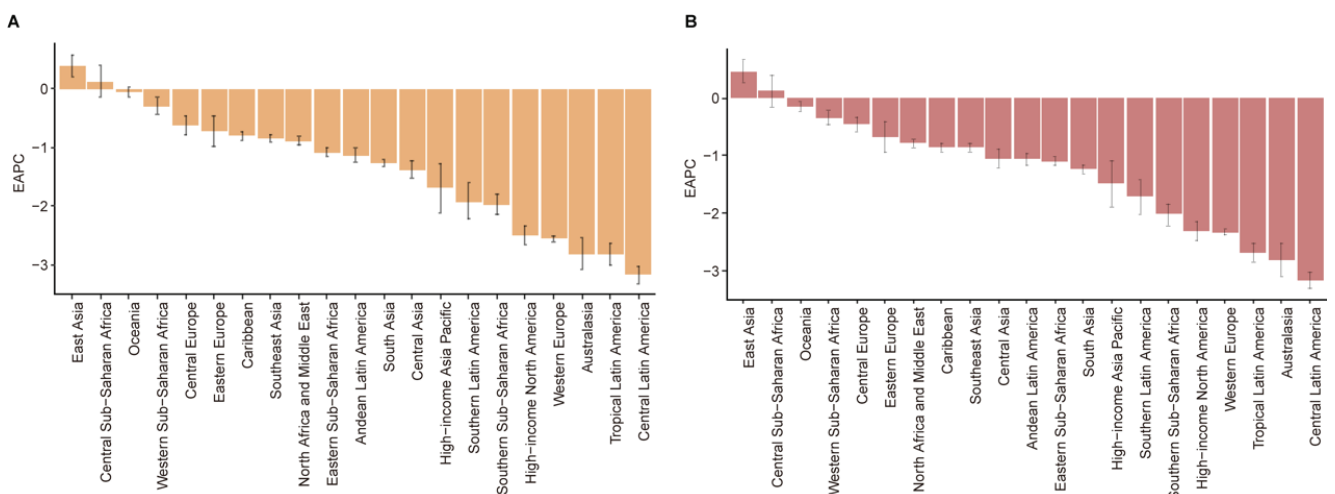 A
EAPC
0
−1
−2
−3
East Asia
Central Sub−Saharan Africa
Oceania
Western Sub−Saharan Africa
Central Europe
Eastern Europe
Caribbean
Southeast Asia
North Africa and Middle East
Eastern Sub−Saharan Africa
Andean Latin America
South Asia
Central Asia
High−income Asia Pacific
Southern Latin America
Southern Sub−Saharan Africa
High−income North America
Western Europe
Australasia
Tropical Latin America
Central Latin America
B
EAPC
0
−1
−2
−3
East Asia
Central Sub−Saharan Africa
Oceania
Western Sub−Saharan Africa
Central Europe
Eastern Europe
North Africa and Middle East
Caribbean
Southeast Asia
Central Asia
Andean Latin America
Eastern Sub−Saharan Africa
South Asia
High−income Asia Pacific
Southern Latin America
Southern Sub−Saharan Africa
High−income North America
Western Europe
Tropical Latin America
Australasia
Central Latin America